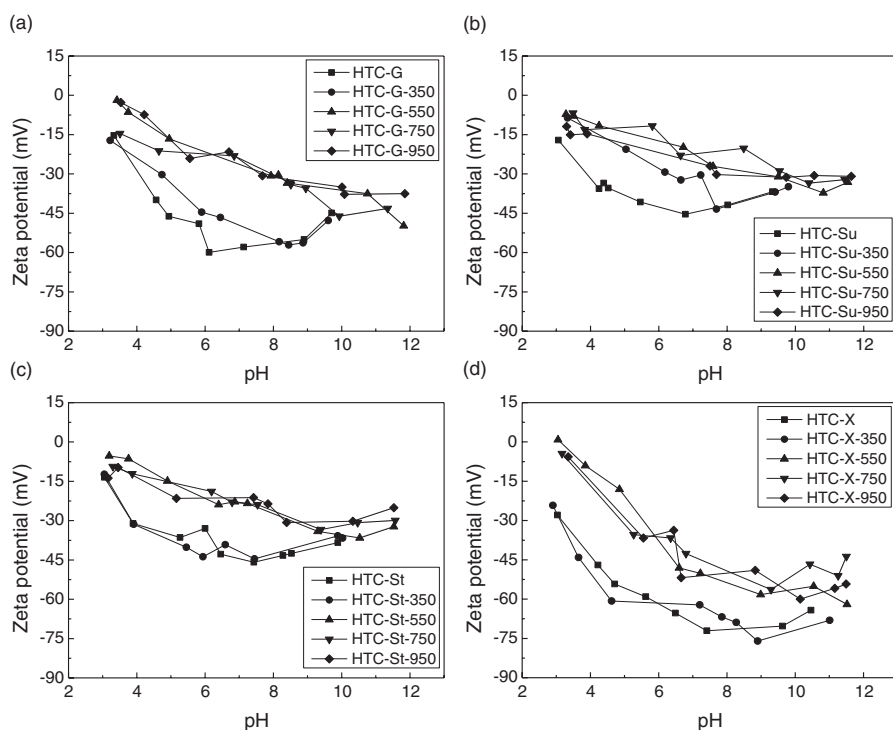 (a)
15
0
-15
-30
-45
-60
-75
-90
Zeta potential (mV)
2 4 6 8 10 12
pH
HTC-G
HTC-G-350
HTC-G-550
HTC-G-750
HTC-G-950
(b)
15
0
-15
-30
-45
-60
-75
-90
Zeta potential (mV)
2 4 6 8 10 12
pH
HTC-Su
HTC-Su-350
HTC-Su-550
HTC-Su-750
HTC-Su-950
(c)
15
0
-15
-30
-45
-60
-75
-90
Zeta potential (mV)
2 4 6 8 10 12
pH
HTC-St
HTC-St-350
HTC-St-550
HTC-St-750
HTC-St-950
(d)
15
0
-15
-30
-45
-60
-75
-90
Zeta potential (mV)
2 4 6 8 10 12
pH
HTC-X
HTC-X-350
HTC-X-550
HTC-X-750
HTC-X-950